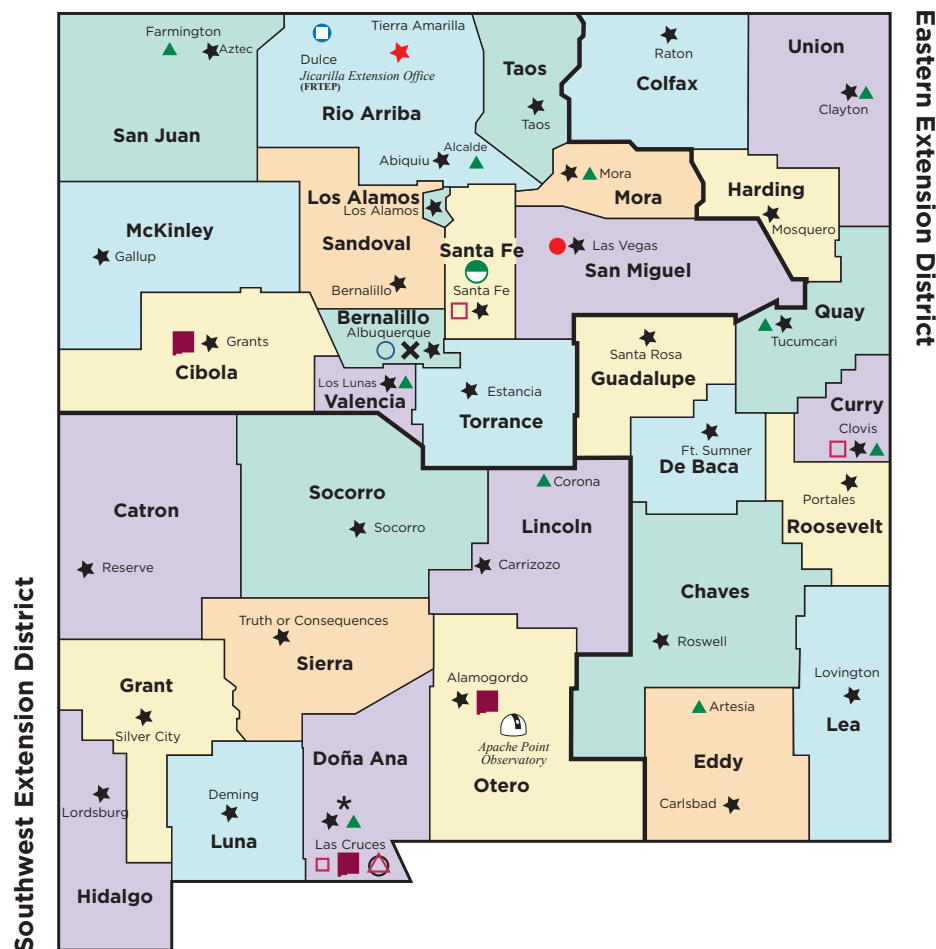 Eastern Extension District
Southwest Extension District
Farmington
Aztec
San Juan
Dulce
Tierra Amarilla
Jicarilla Extension Office
(FRTEP)
Rio Arriba
Abiquiu
Alcalde
Taos
Taos
Raton
Colfax
Union
Clayton
Mora
Mora
Harding
Mosquero
McKinley
Gallup
Los Alamos
Los Alamos
Sandoval
Bernalillo
Santa Fe
Santa Fe
Las Vegas
San Miguel
Quay
Tucumcari
Grants
Cibola
Bernalillo
Albuquerque
Los Lunas
Valencia
Estancia
Torrance
Santa Rosa
Guadalupe
Ft. Sumner
De Baca
Curry
Clovis
Portales
Roosevelt
Catron
Reserve
Socorro
Socorro
Corona
Lincoln
Carrizozo
Chaves
Roswell
Truth or Consequences
Sierra
Grant
Silver City
Lordsburg
Hidalgo
Deming
Luna
Doña Ana
*
Las Cruces
Alamogordo
Apache Point
Observatory
Otero
Artesia
Eddy
Carlsbad
Lovington
Lea